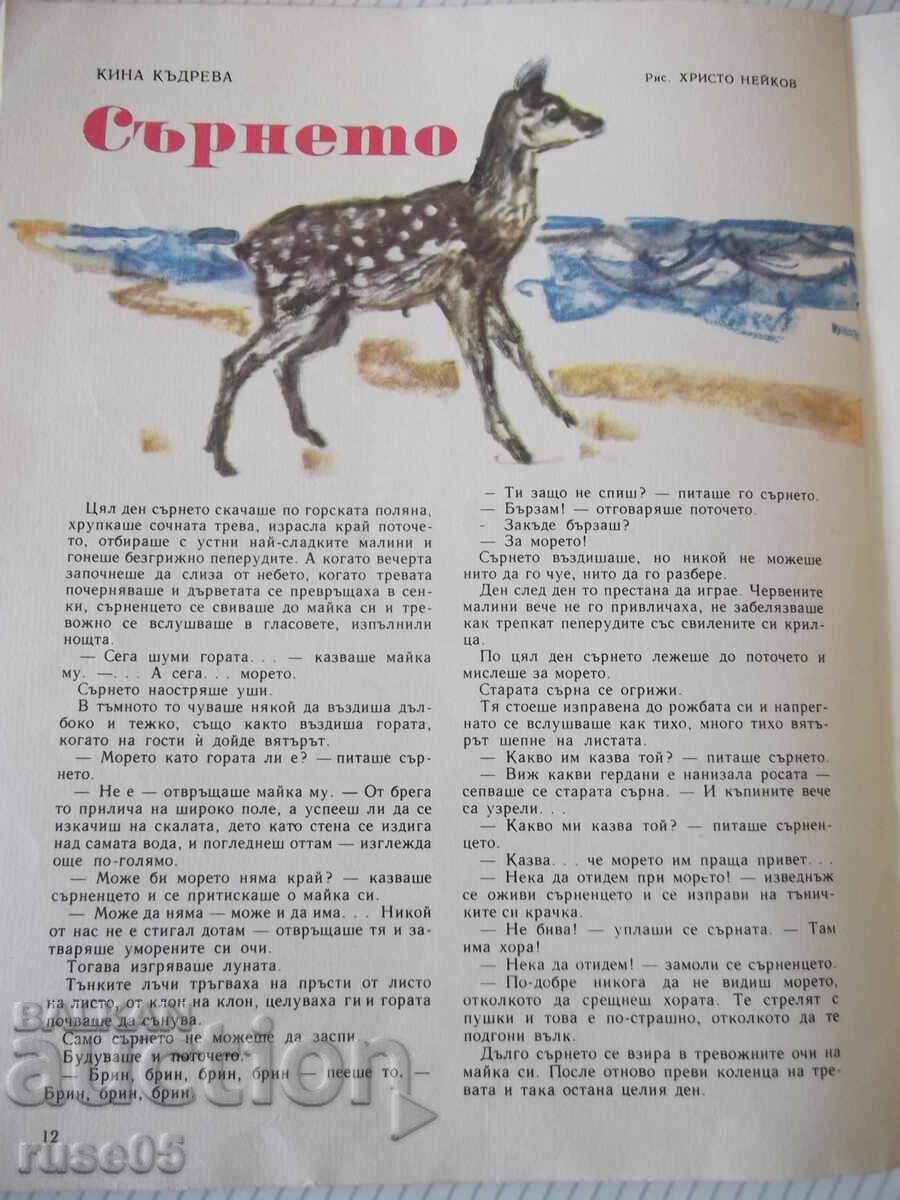 КИНА КЪДРЕВА
Рис. ХРИСТО НЕЙКОВ
Сърнето
Цял ден сърнето скачаше по горската поляна,
хрупкаше сочната трева, израсла край поточе-
то, отбираше с устни най-сладките малини и
гонеше безгрижно пеперудите. А когато вечерта
започнеше да слиза от небето, когато тревата
почерняваше и дърветата се превръщаха в сен-
ки, сърненцето се свиваше до майка си и тре-
вожно се вслушваше в гласовете, изпълнили
нощта.
— Сега шуми гората. . . — казваше майка
му. —. . . А сега. . . морето.
Сърнето наостряше уши.
В тъмното то чуваше някой да въздиша дъл-
боко и тежко, също както въздиша гората,
когато на гости ѝ дойде вятърът.
— Морето като гората ли е? — питаше сър-
нето.
— Не е — отвръщаше майка му. — От брега
то прилича на широко поле, а успееш ли да се
изкачиш на скалата, дето като стена се издига
над самата вода, и погледнеш оттам — изглежда
още по-голямо.
— Може би морето няма край? — казваше
сърненцето и се притискаше о майка си.
— Може да няма — може и да има. . . Никой
от нас не е стигал дотам — отвръщаше тя и за-
тваряше уморените си очи.
Тогава изгряваше луната.
Тънките лъчи тръгваха на пръсти от листо
на листо, от клон на клон, целуваха ги и гората
почваше да сънува.
Само сърнето не можеше да заспи.
Будуваше и поточето.
— Брин, брин, брин, брин — пееше то. —
Брин, брин, брин.
12
— Ти защо не спиш? — питаше го сърнето.
— Бързам! — отговаряше поточето.
- Закъде бързаш?
— За морето!
Сърнето въздишаше, но никой не можеше
нито да го чуе, нито да го разбере.
Ден след ден то престана да играе. Червените
малини вече не го привличаха, не забелязваше
как трепкат пеперудите със свилените си крил-
ца.
По цял ден сърнето лежеше до поточето и
мислеше за морето.
Старата сърна се огрижи.
Тя стоеше изправена до рожбата си и напрег-
нато се вслушваше как тихо, много тихо вятъ-
рът шепне на листата.
— Какво им казва той? — питаше сърнето.
— Виж какви гердани е нанизала росата —
сепваше се старата сърна. — И къпините вече
са узрели. . .
— Какво ми казва той? — питаше сърнен-
цето.
— Казва. . . че морето им праща привет. . .
— Нека да отидем при морето! — изведнъж
се оживи сърненцето и се изправи на тънич-
ките си крачка.
— Не бива! — уплаши се сърната. — Там
има хора!
— Нека да отидем! — замоли се сърненцето.
— По-добре никога да не видиш морето,
отколкото да срещнеш хората. Те стрелят с
пушки и това е по-страшно, отколкото да те
подгони вълк.
Дълго сърнето се взира в тревожните очи на
майка си. После отново преви коленца на тре-
вата и така остана целия ден.
Balkan
auction
ruse05